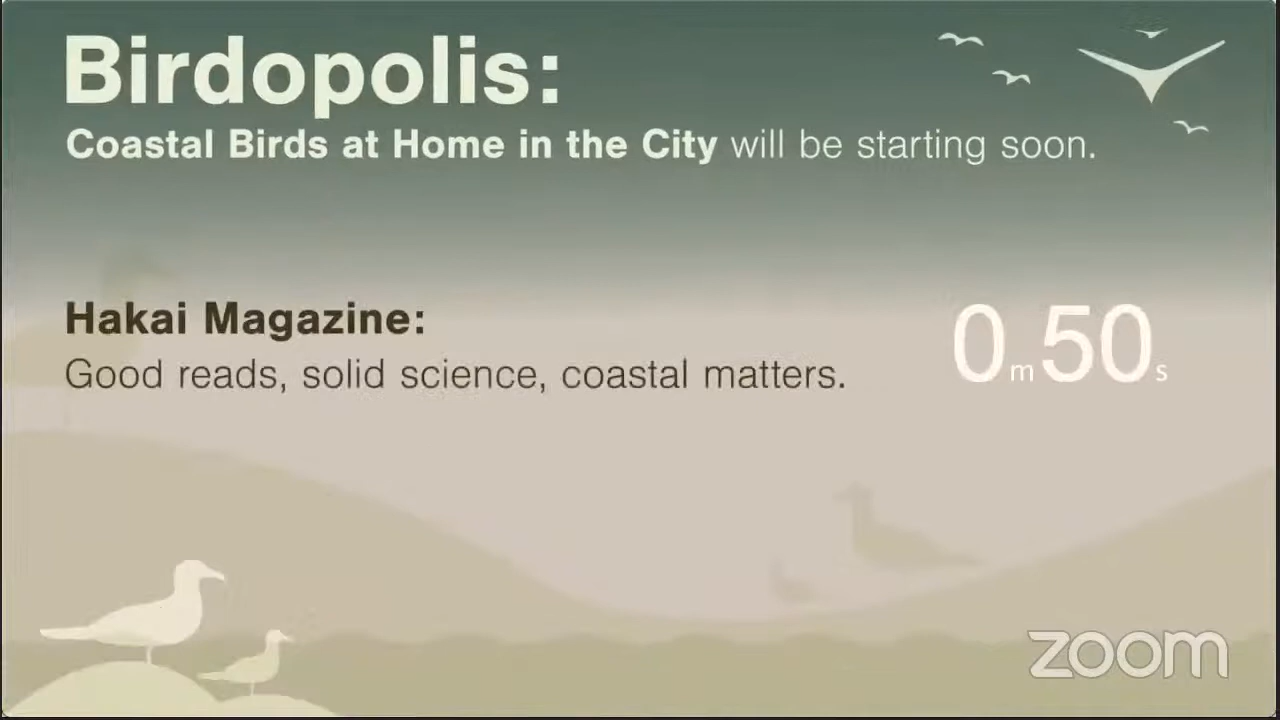 Birdopolis:
Coastal Birds at Home in the City will be starting soon.
Hakai Magazine:
Good reads, solid science, coastal matters.
0m50s
zoom